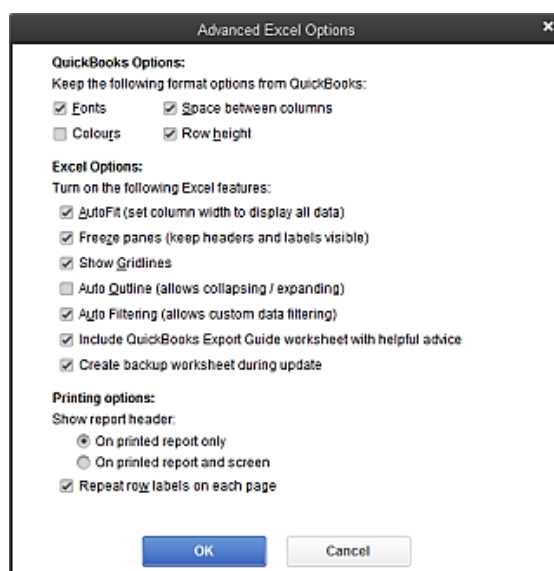 Advanced Excel Options
QuickBooks Options:
Keep the following format options from QuickBooks:
Fonts Space between columns
Colours Row height
Excel Options:
Turn on the following Excel features:
AutoFit (set column width to display all data)
Freeze panes (keep headers and labels visible)
Show Gridlines
Auto Outline (allows collapsing / expanding)
Auto Filtering (allows custom data filtering)
Include QuickBooks Export Guide worksheet with helpful advice
Create backup worksheet during update
Printing options:
Show report header:
On printed report only
On printed report and screen
Repeat row labels on each page
OK Cancel